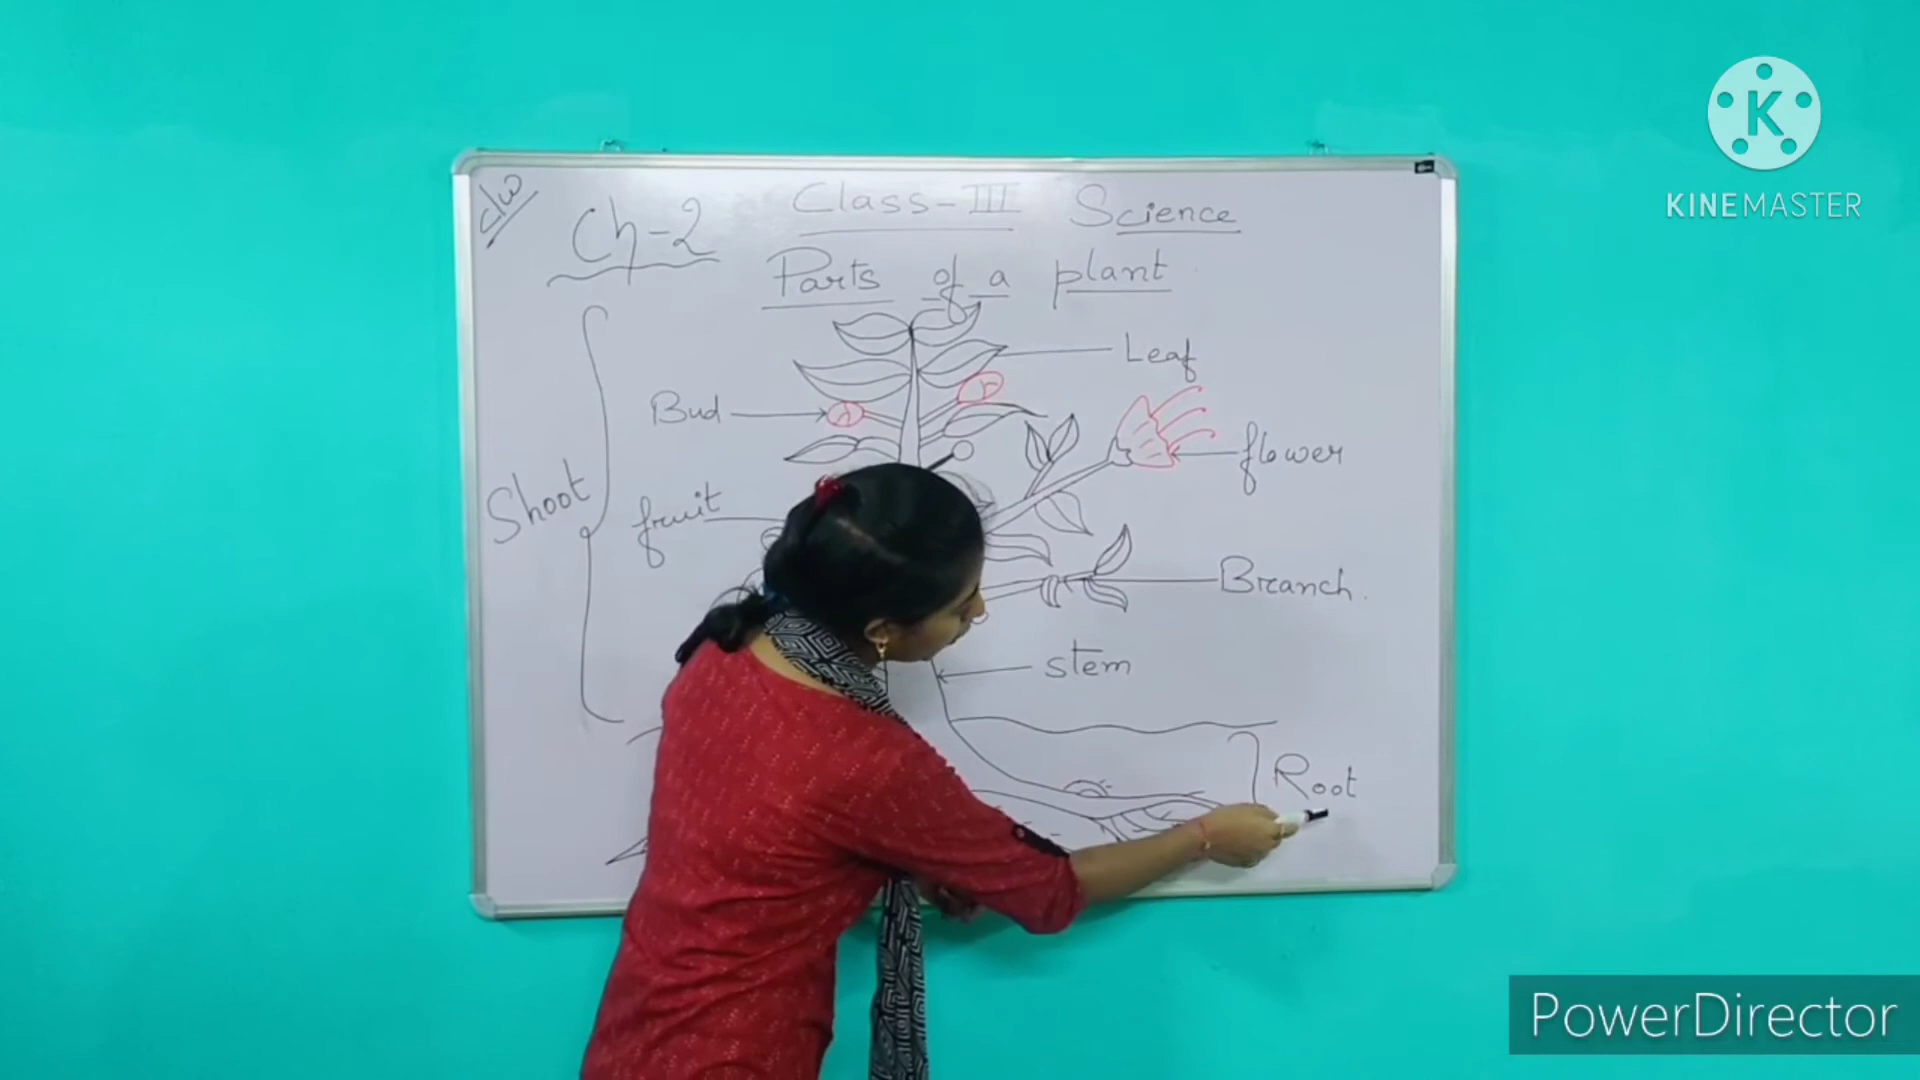 C/W
Ch-2
Class-III Science
Parts of a plant
Leaf
Bud
flower
Shoot
fruit
Branch.
stem
Root
K
KINEMASTER
PowerDirector